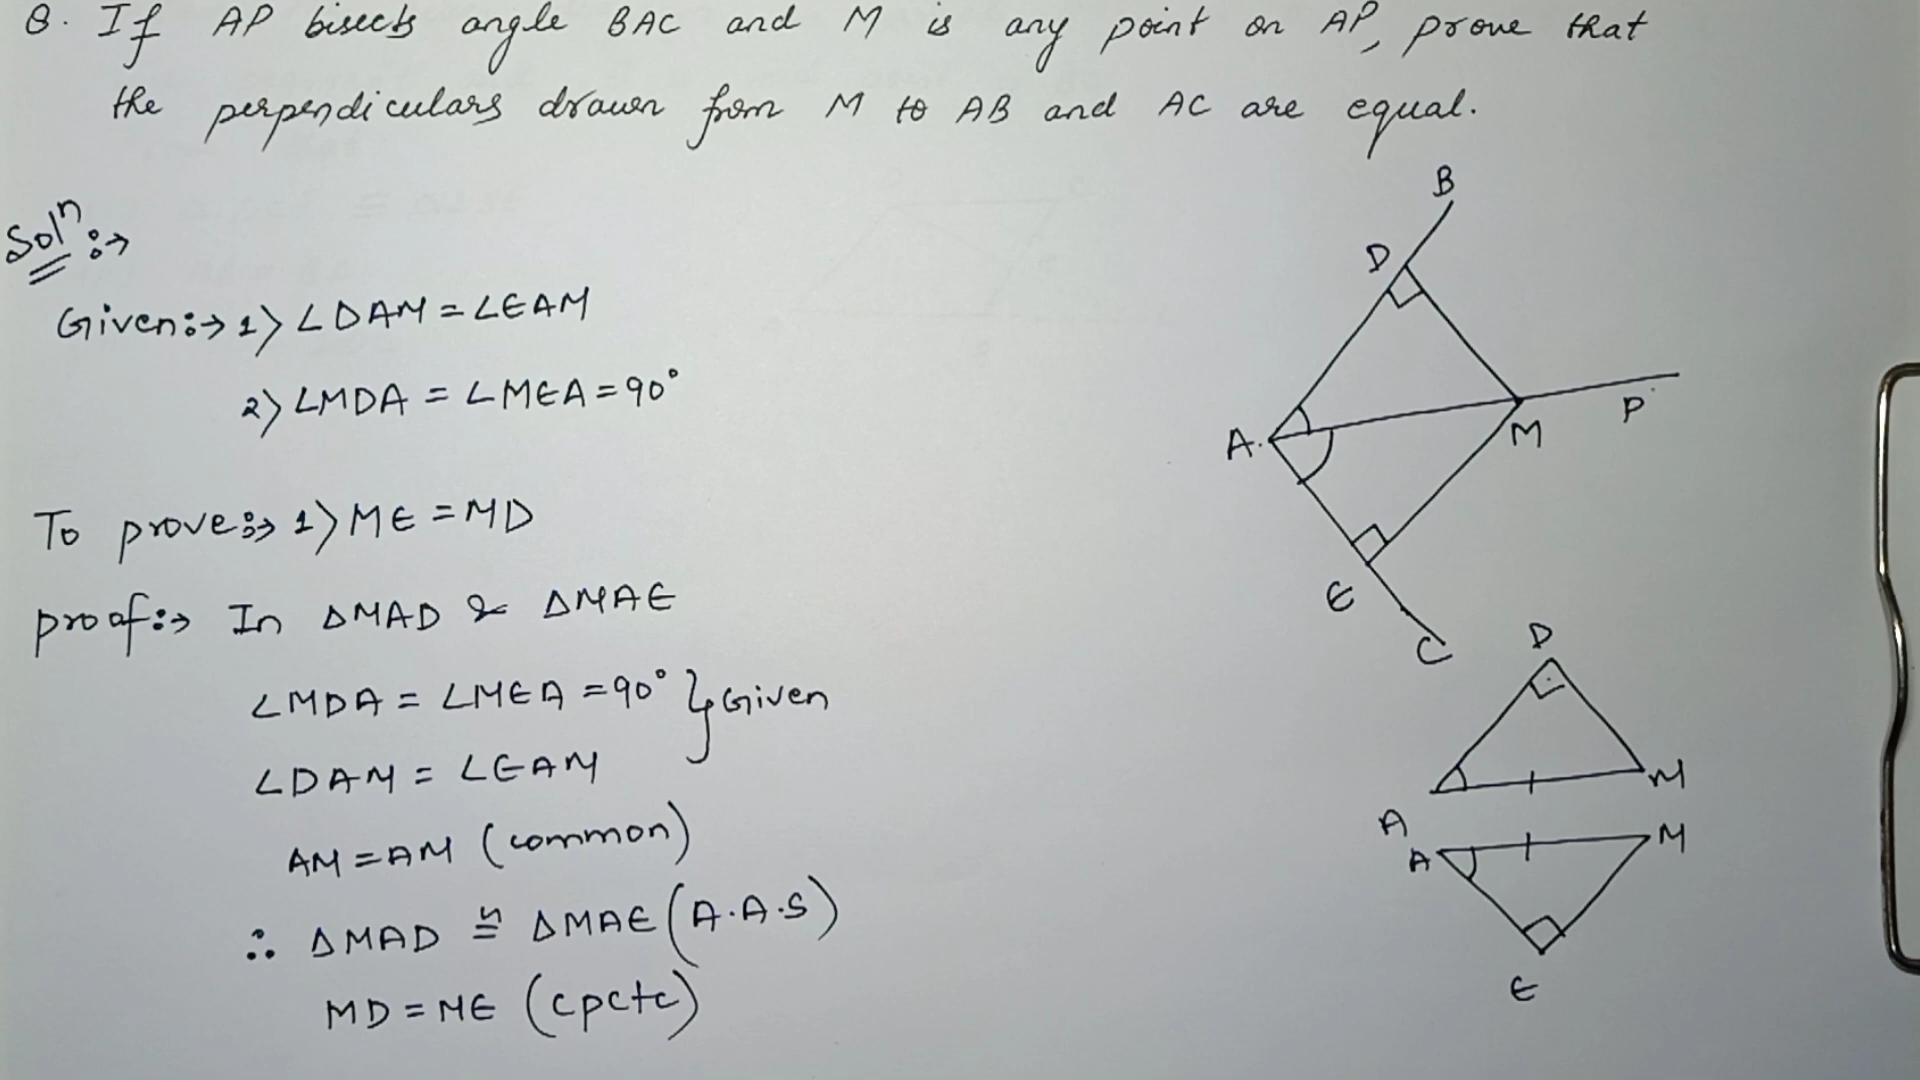 Q. If AP bisects angle BAC and M is any point on AP, prove that
the perpendiculars drawn from M to AB and AC are equal.
Solⁿ:→
Given:→ 1) ∠DAM = ∠EAM
2) ∠MDA = ∠MEA = 90°
To prove:→ 1) ME = MD
proof:→ In ΔMAD & ΔMAE
∠MDA = ∠MEA = 90° } Given
∠DAM = ∠EAM
AM = AM (common)
∴ ΔMAD ≅ ΔMAE (A.A.S)
MD = ME (cpctc)
B
D
A.
M
P
E
C
D
A
M
A
M
E